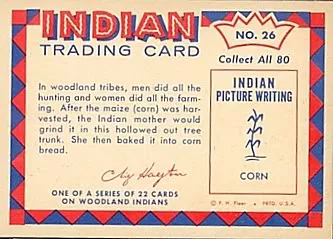 INDIAN
TRADING CARD
NO. 26
Collect All 80
In woodland tribes, men did all the
hunting and women did all the farm-
ing. After the maize (corn) was har-
vested, the Indian mother would
grind it in this hollowed out tree
trunk. She then baked it into corn
bread.
ONE OF A SERIES OF 22 CARDS
ON WOODLAND INDIANS
INDIAN
PICTURE WRITING
CORN
© F. H. Fleer • PRTD. U.S.A.